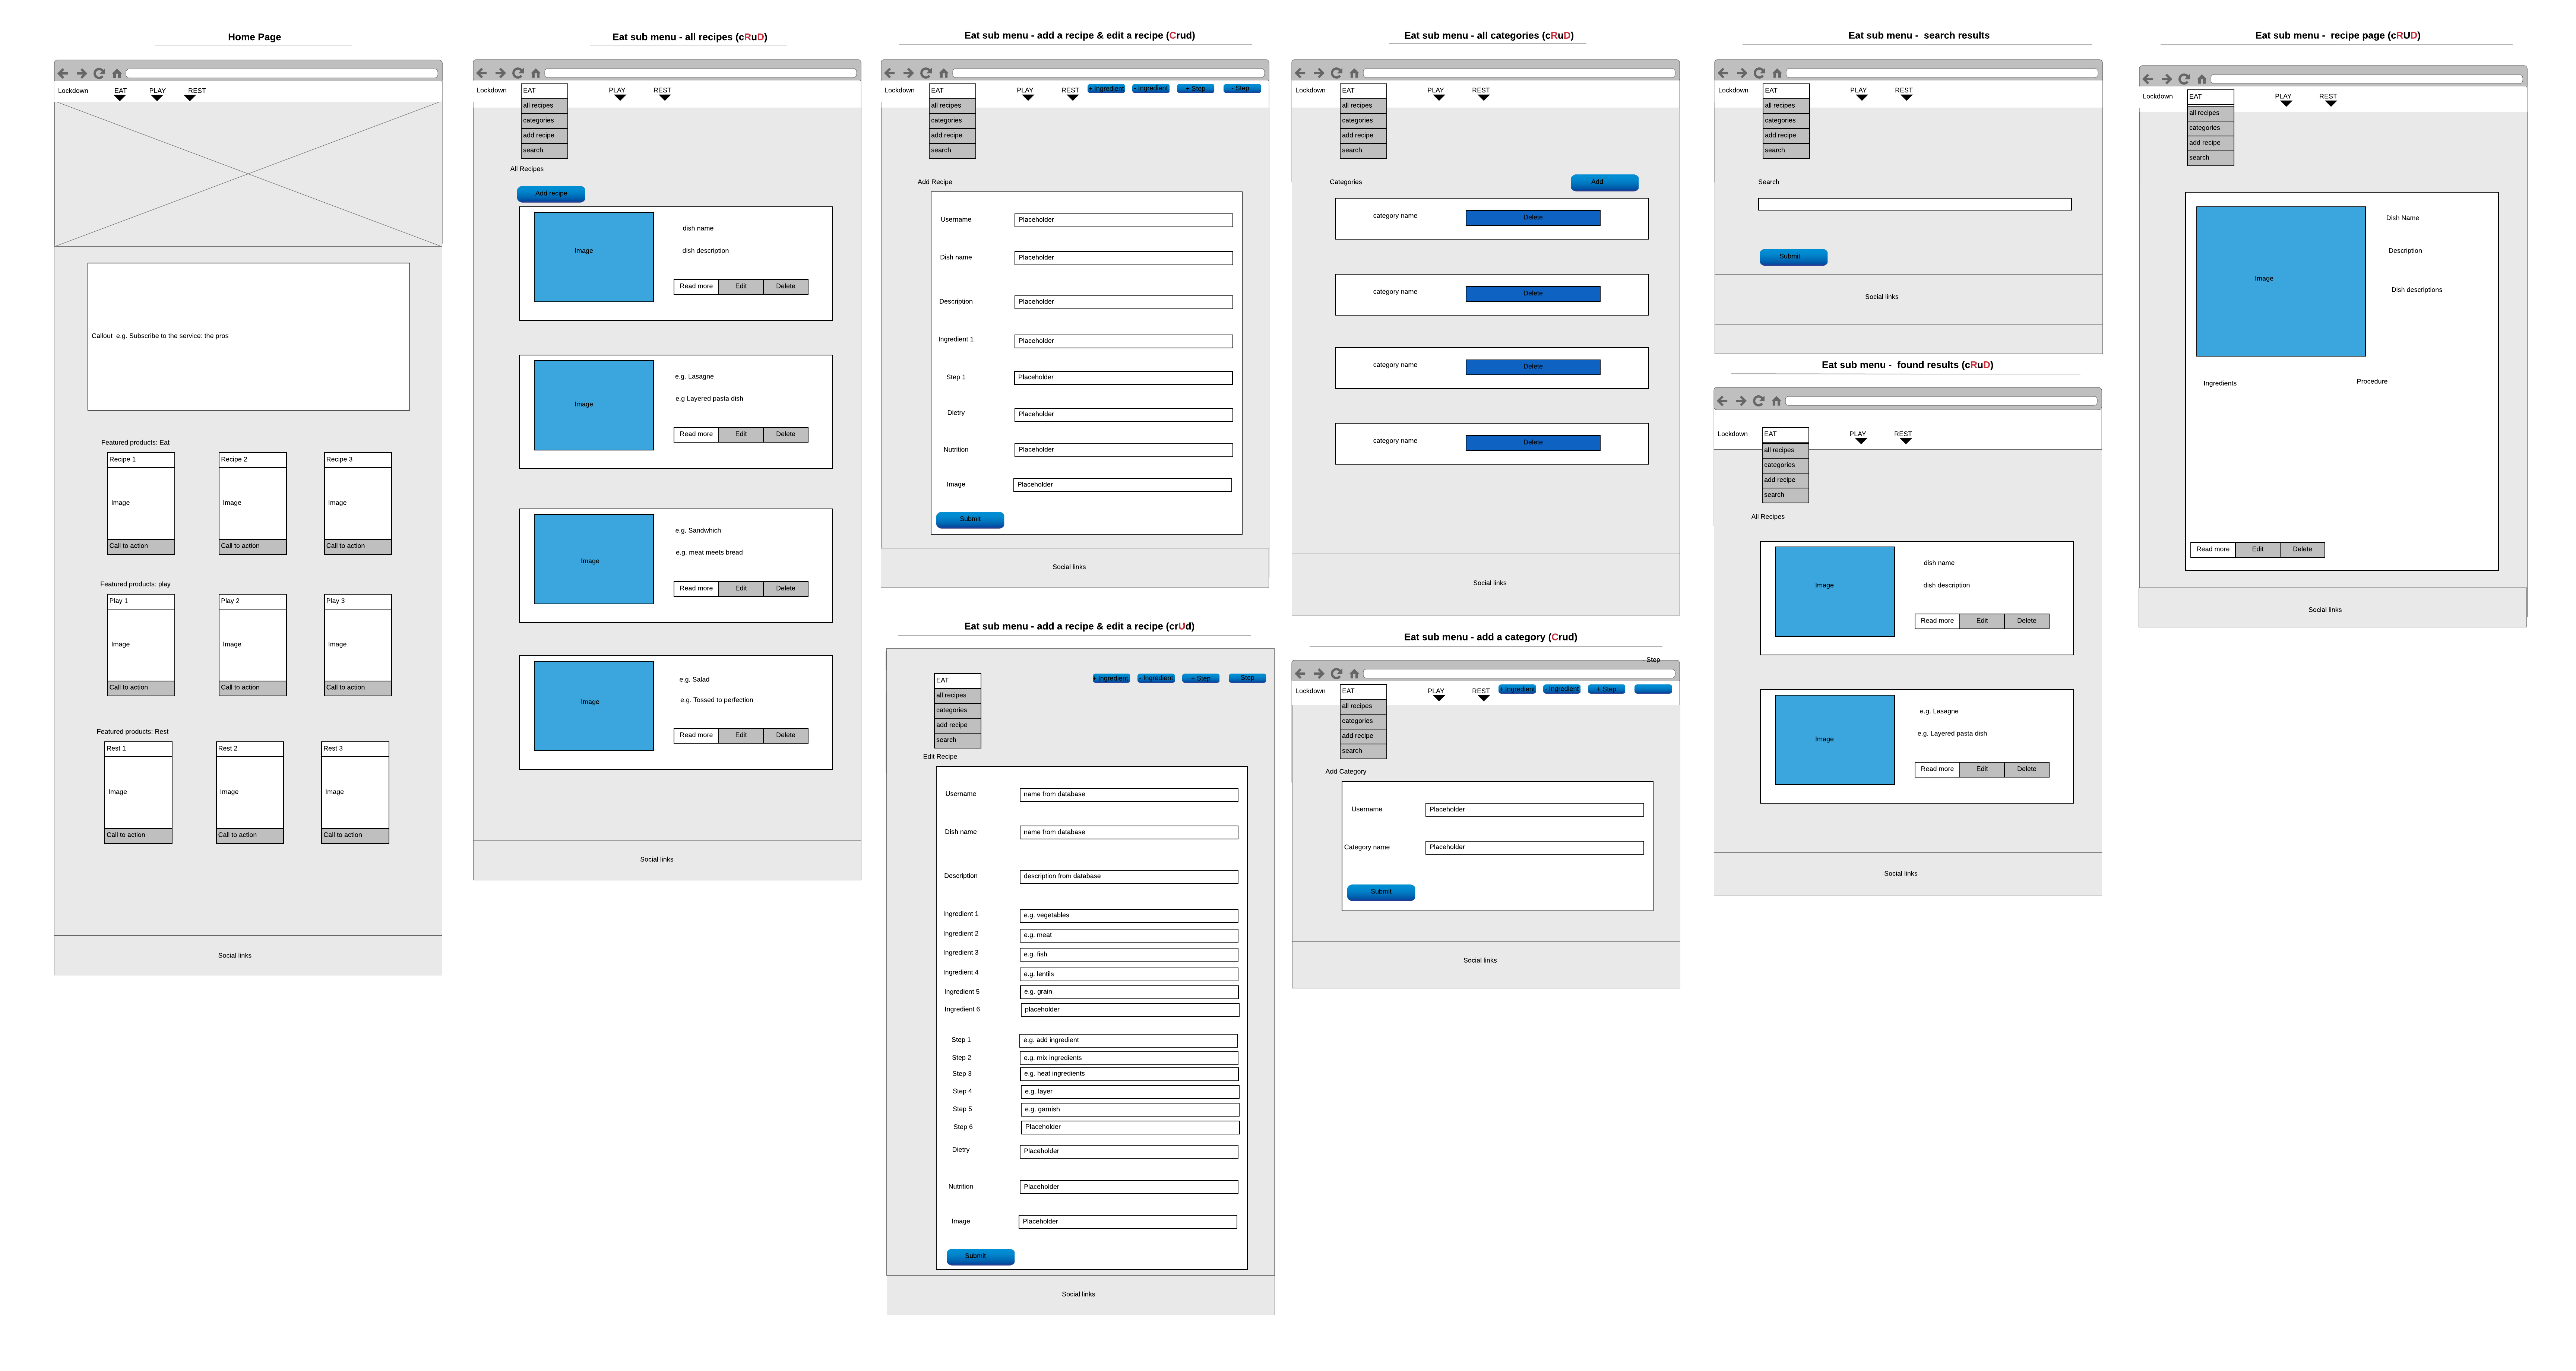 Home Page
Lockdown EAT PLAY REST
Callout e.g. Subscribe to the service: the pros
Featured products: Eat
Recipe 1 Recipe 2 Recipe 3
Image Image Image
Call to action Call to action Call to action
Featured products: play
Play 1 Play 2 Play 3
Image Image Image
Call to action Call to action Call to action
Featured products: Rest
Rest 1 Rest 2 Rest 3
Image Image Image
Call to action Call to action Call to action
Social links
Eat sub menu - all recipes (cRuD)
Lockdown EAT PLAY REST
all recipes
categories
add recipe
search
All Recipes
Add recipe
Image
dish name
dish description
Read more Edit Delete
Image
e.g. Lasagne
e.g Layered pasta dish
Read more Edit Delete
Image
e.g. Sandwhich
e.g. meat meets bread
Read more Edit Delete
Image
e.g. Salad
e.g. Tossed to perfection
Read more Edit Delete
Social links
Eat sub menu - add a recipe & edit a recipe (Crud)
Lockdown EAT PLAY REST + Ingredient - Ingredient + Step - Step
all recipes
categories
add recipe
search
Add Recipe
Username Placeholder
Dish name Placeholder
Description Placeholder
Ingredient 1 Placeholder
Step 1 Placeholder
Dietry Placeholder
Nutrition Placeholder
Image Placeholder
Submit
Social links
Eat sub menu - add a recipe & edit a recipe (crUd)
EAT + Ingredient - Ingredient + Step - Step
all recipes
categories
add recipe
search
Edit Recipe
Username name from database
Dish name name from database
Description description from database
Ingredient 1 e.g. vegetables
Ingredient 2 e.g. meat
Ingredient 3 e.g. fish
Ingredient 4 e.g. lentils
Ingredient 5 e.g. grain
Ingredient 6 placeholder
Step 1 e.g. add ingredient
Step 2 e.g. mix ingredients
Step 3 e.g. heat ingredients
Step 4 e.g. layer
Step 5 e.g. garnish
Step 6 Placeholder
Dietry Placeholder
Nutrition Placeholder
Image Placeholder
Submit
Social links
Eat sub menu - all categories (cRuD)
Lockdown EAT PLAY REST
all recipes
categories
add recipe
search
Categories Add
category name Delete
category name Delete
category name Delete
category name Delete
Social links
Eat sub menu - add a category (Crud)
- Step
Lockdown EAT PLAY REST + Ingredient - Ingredient + Step
all recipes
categories
add recipe
search
Add Category
Username Placeholder
Category name Placeholder
Submit
Social links
Eat sub menu - search results
Lockdown EAT PLAY REST
all recipes
categories
add recipe
search
Search
Submit
Social links
Eat sub menu - found results (cRuD)
Lockdown EAT PLAY REST
all recipes
categories
add recipe
search
All Recipes
Image
dish name
dish description
Read more Edit Delete
Image
e.g. Lasagne
e.g. Layered pasta dish
Read more Edit Delete
Social links
Eat sub menu - recipe page (cRUD)
Lockdown EAT PLAY REST
all recipes
categories
add recipe
search
Image
Dish Name
Description
Dish descriptions
Ingredients Procedure
Read more Edit Delete
Social links